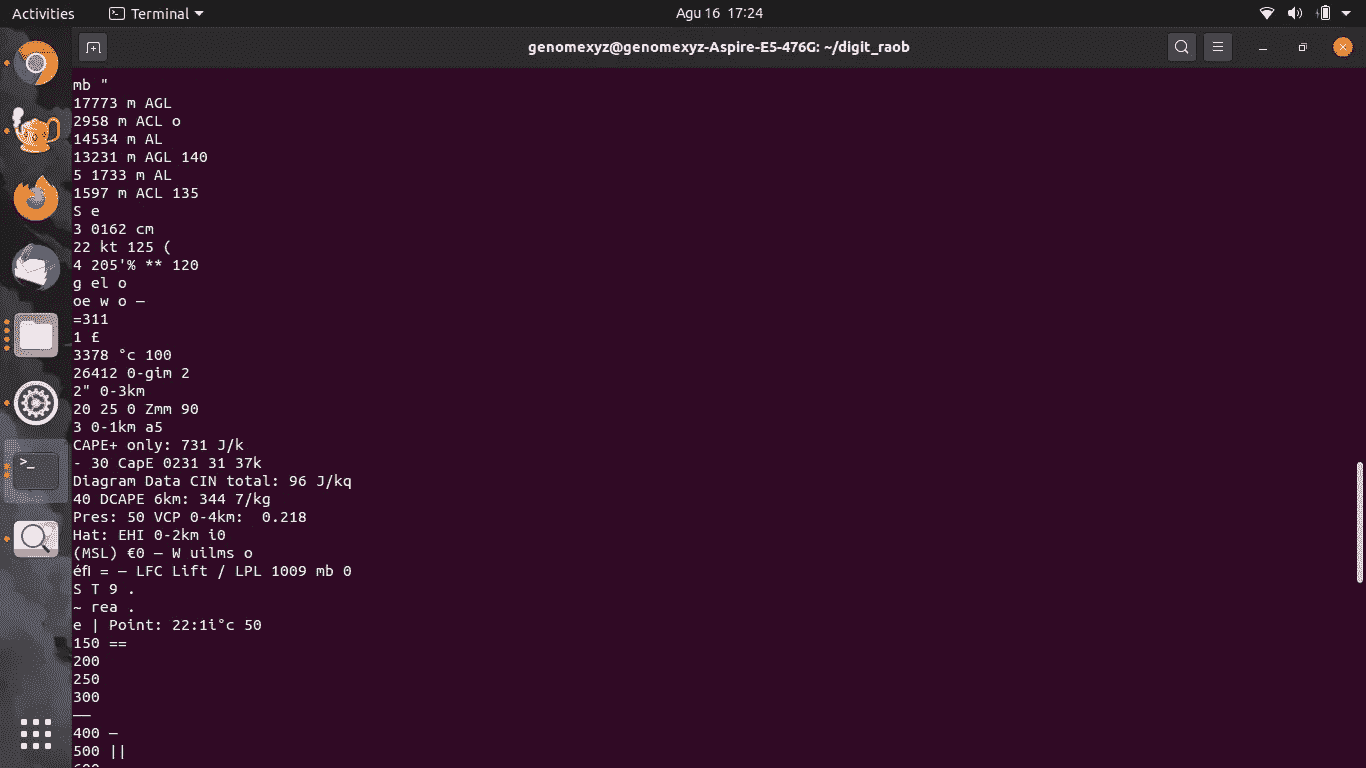 Activities
Terminal
Agu 16 17:24
genomexyz@genomexyz-Aspire-E5-476G: ~/digit_raob
mb "
17773 m AGL
2958 m ACL o
14534 m AL
13231 m AGL 140
5 1733 m AL
1597 m ACL 135
S e
3 0162 cm
22 kt 125 (
4 205'% ** 120
g el o
oe w o —
=311
1 £
3378 °c 100
26412 0-gim 2
2" 0-3km
20 25 0 Zmm 90
3 0-1km a5
CAPE+ only: 731 J/k
- 30 CapE 0231 31 37k
Diagram Data CIN total: 96 J/kq
40 DCAPE 6km: 344 7/kg
Pres: 50 VCP 0-4km:  0.218
Hat: EHI 0-2km i0
(MSL) €0 — W uilms o
éfl = — LFC Lift / LPL 1009 mb 0
S T 9 .
~ rea .
e | Point: 22:1i°c 50
150 ==
200
250
300
——
400 —
500 ||